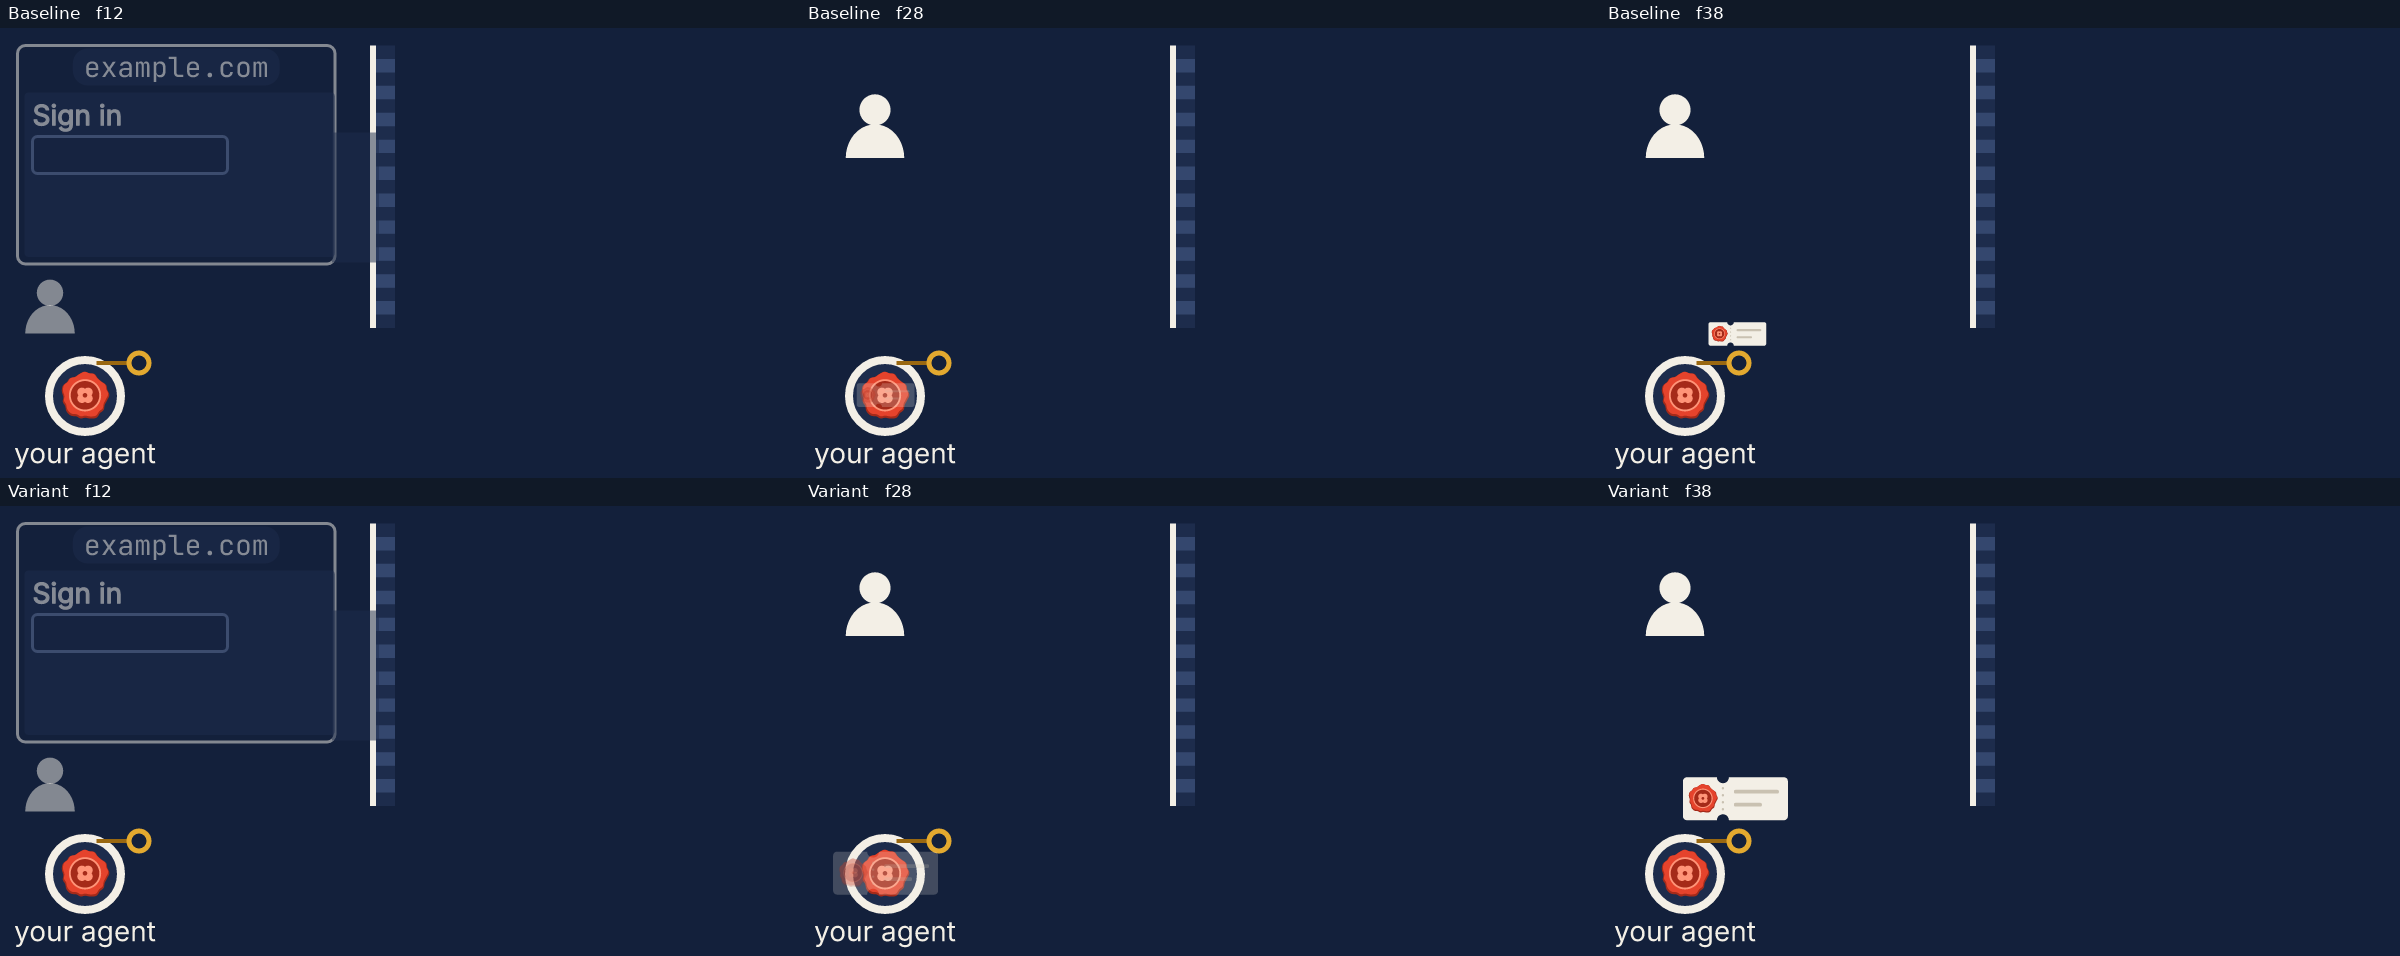 Baseline f12
example.com
Sign in
your agent
Baseline f28
your agent
Baseline f38
your agent
Variant f12
example.com
Sign in
your agent
Variant f28
your agent
Variant f38
your agent